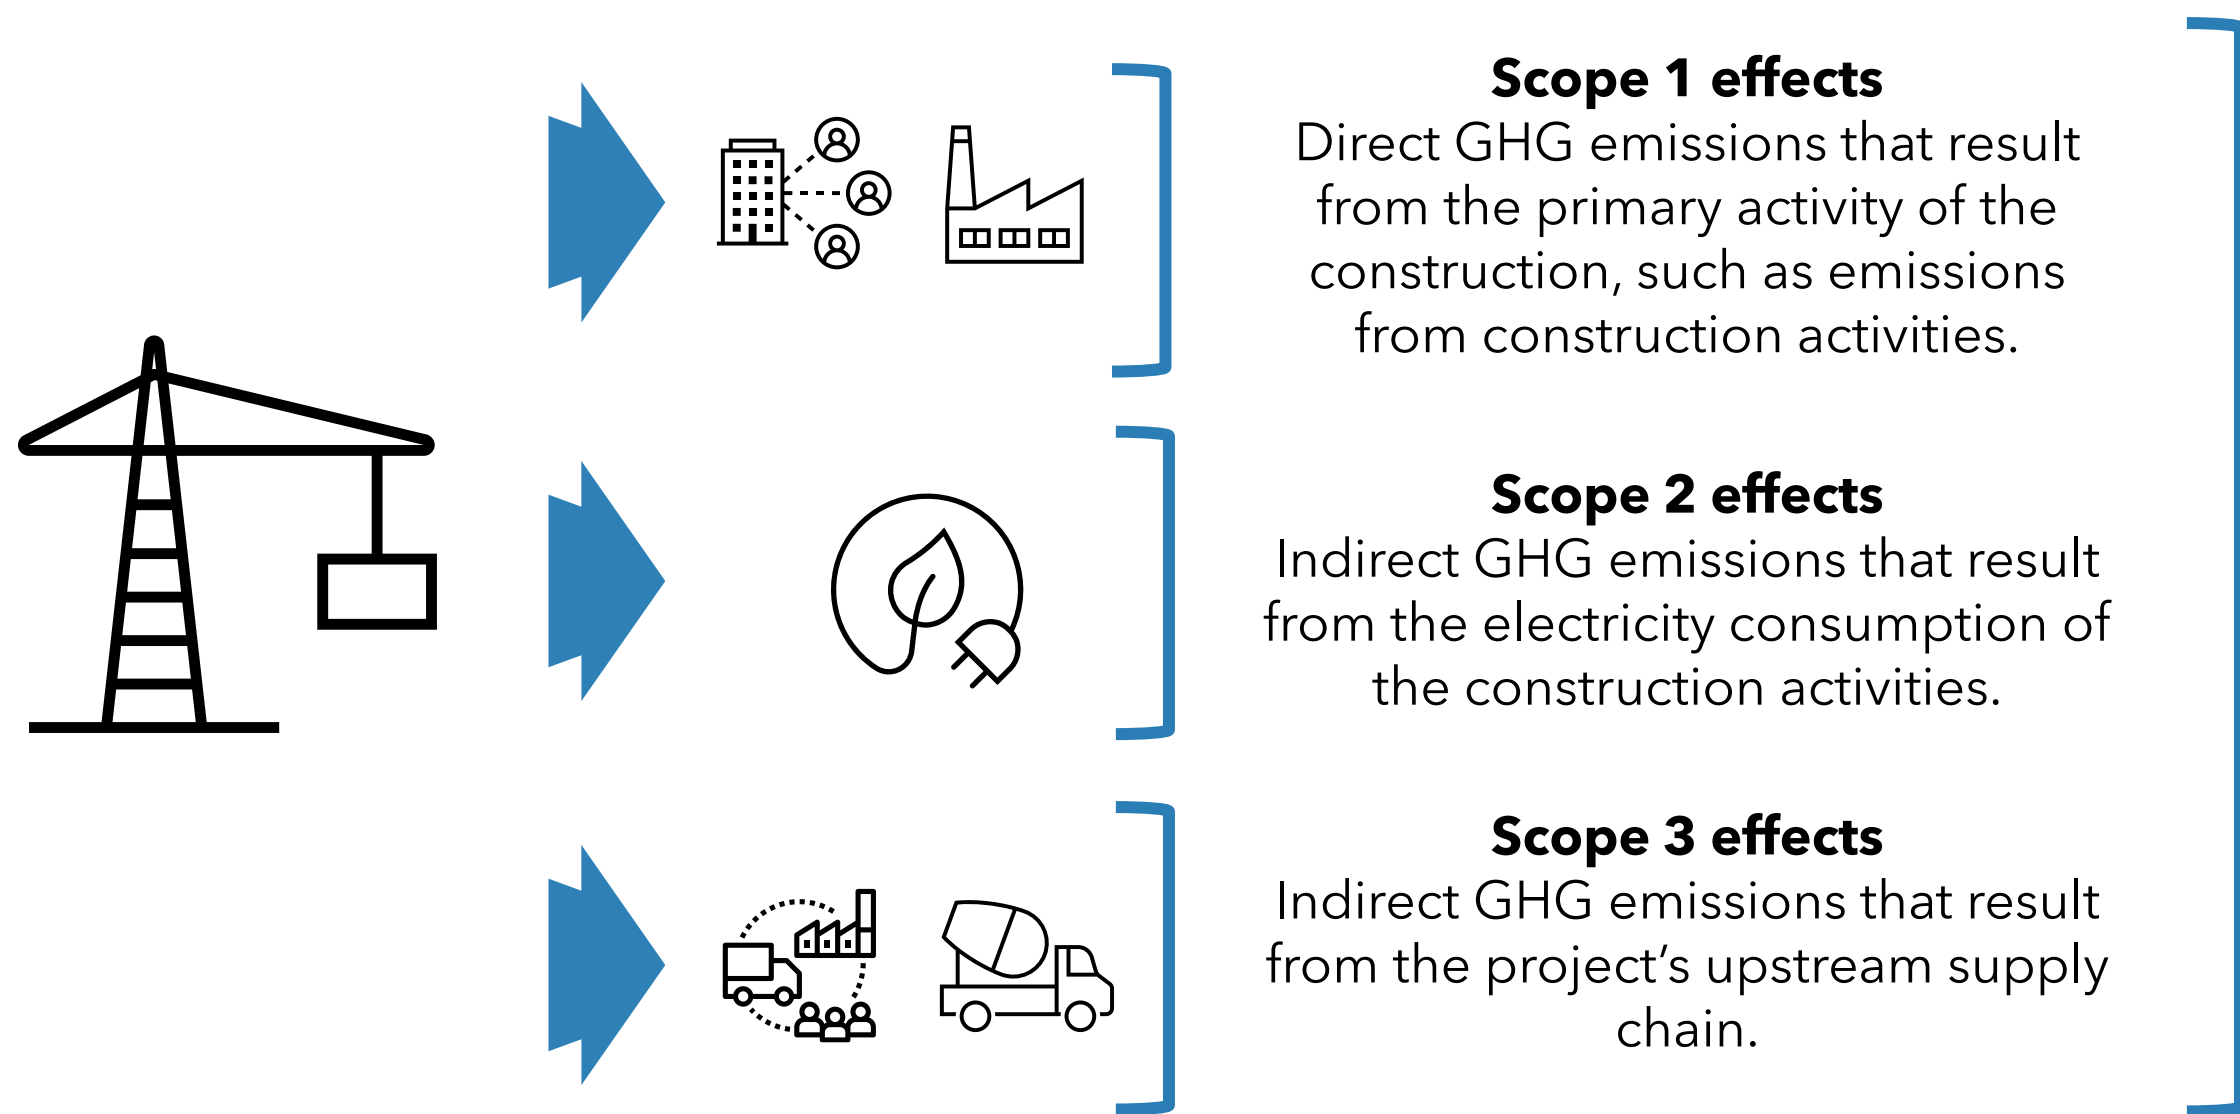 Scope 1 effects
Direct GHG emissions that result
from the primary activity of the
construction, such as emissions
from construction activities.
Scope 2 effects
Indirect GHG emissions that result
from the electricity consumption of
the construction activities.
Scope 3 effects
Indirect GHG emissions that result
from the project’s upstream supply
chain.